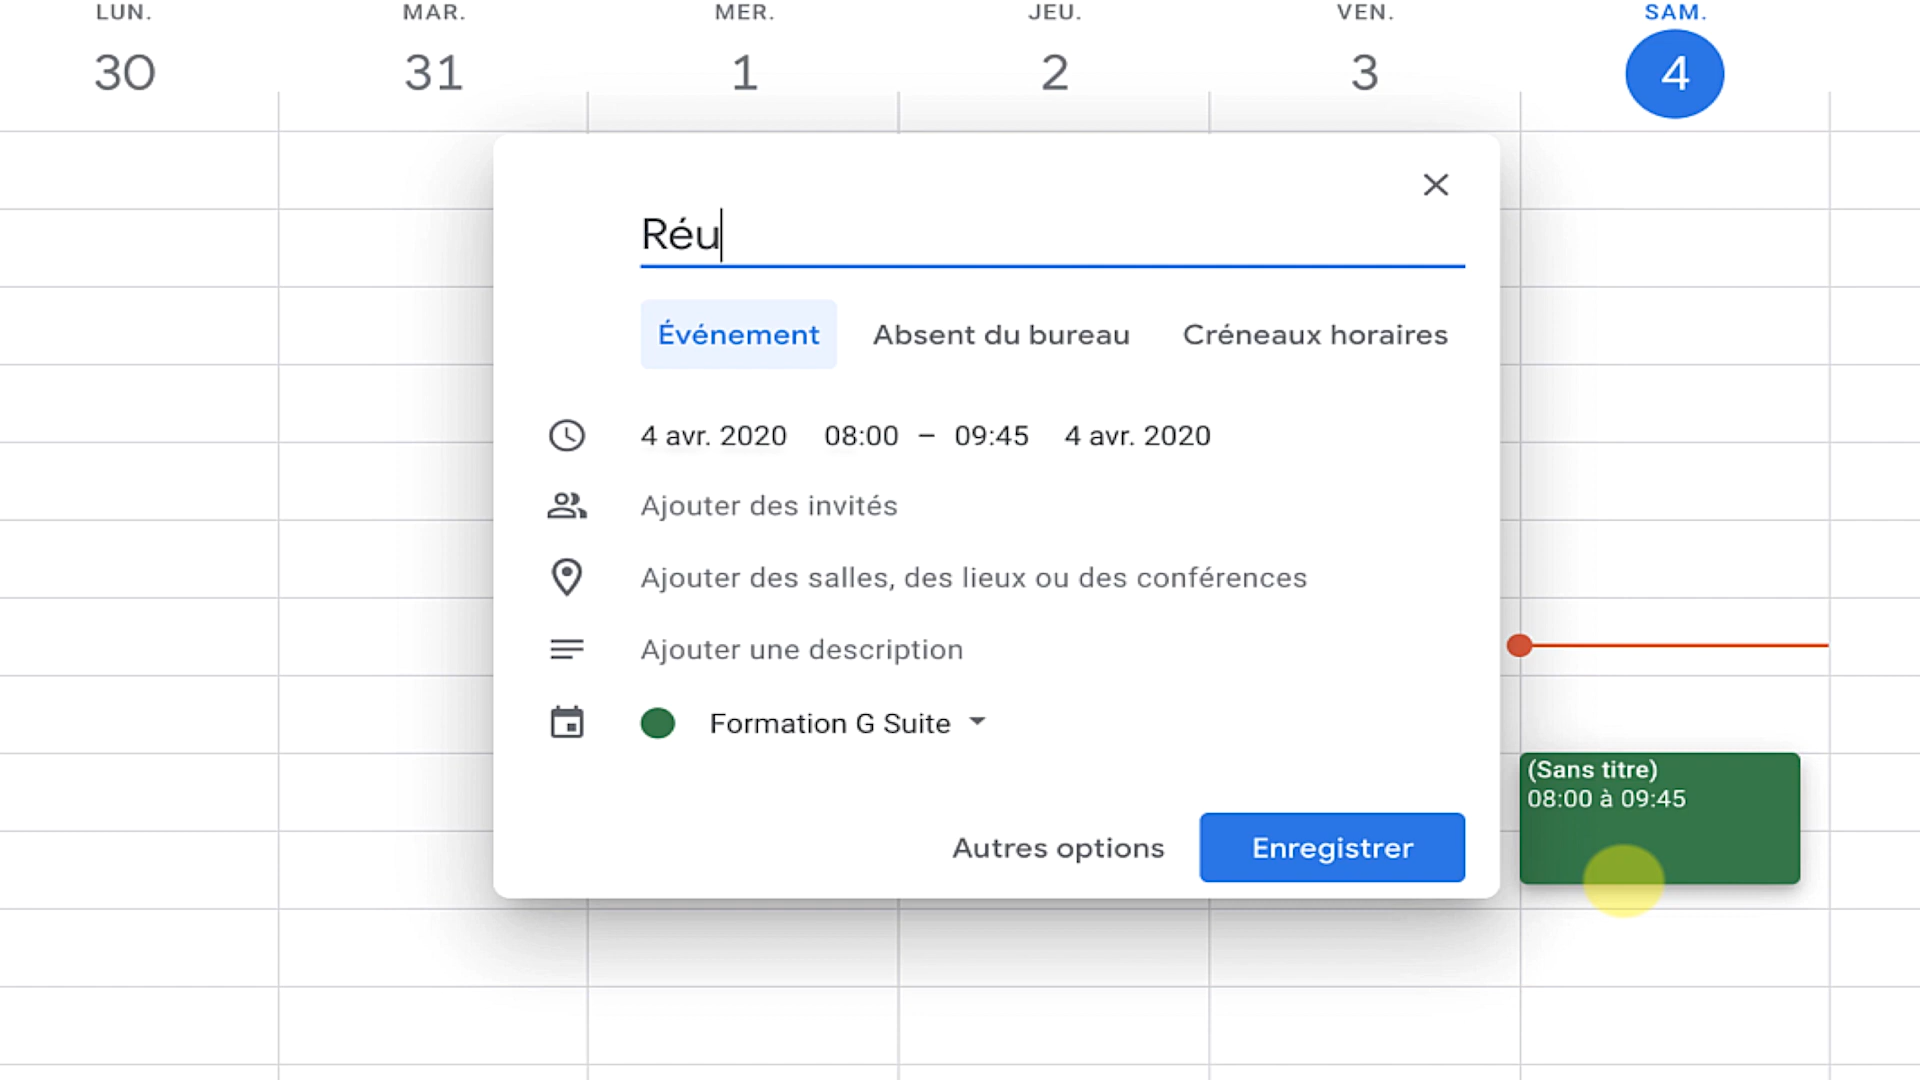 LUN. MAR. MER. JEU. VEN. SAM.
30 31 1 2 3 4
Réu
Événement Absent du bureau Créneaux horaires
4 avr. 2020 08:00 – 09:45 4 avr. 2020
Ajouter des invités
Ajouter des salles, des lieux ou des conférences
Ajouter une description
Formation G Suite
Autres options Enregistrer
(Sans titre)
08:00 à 09:45